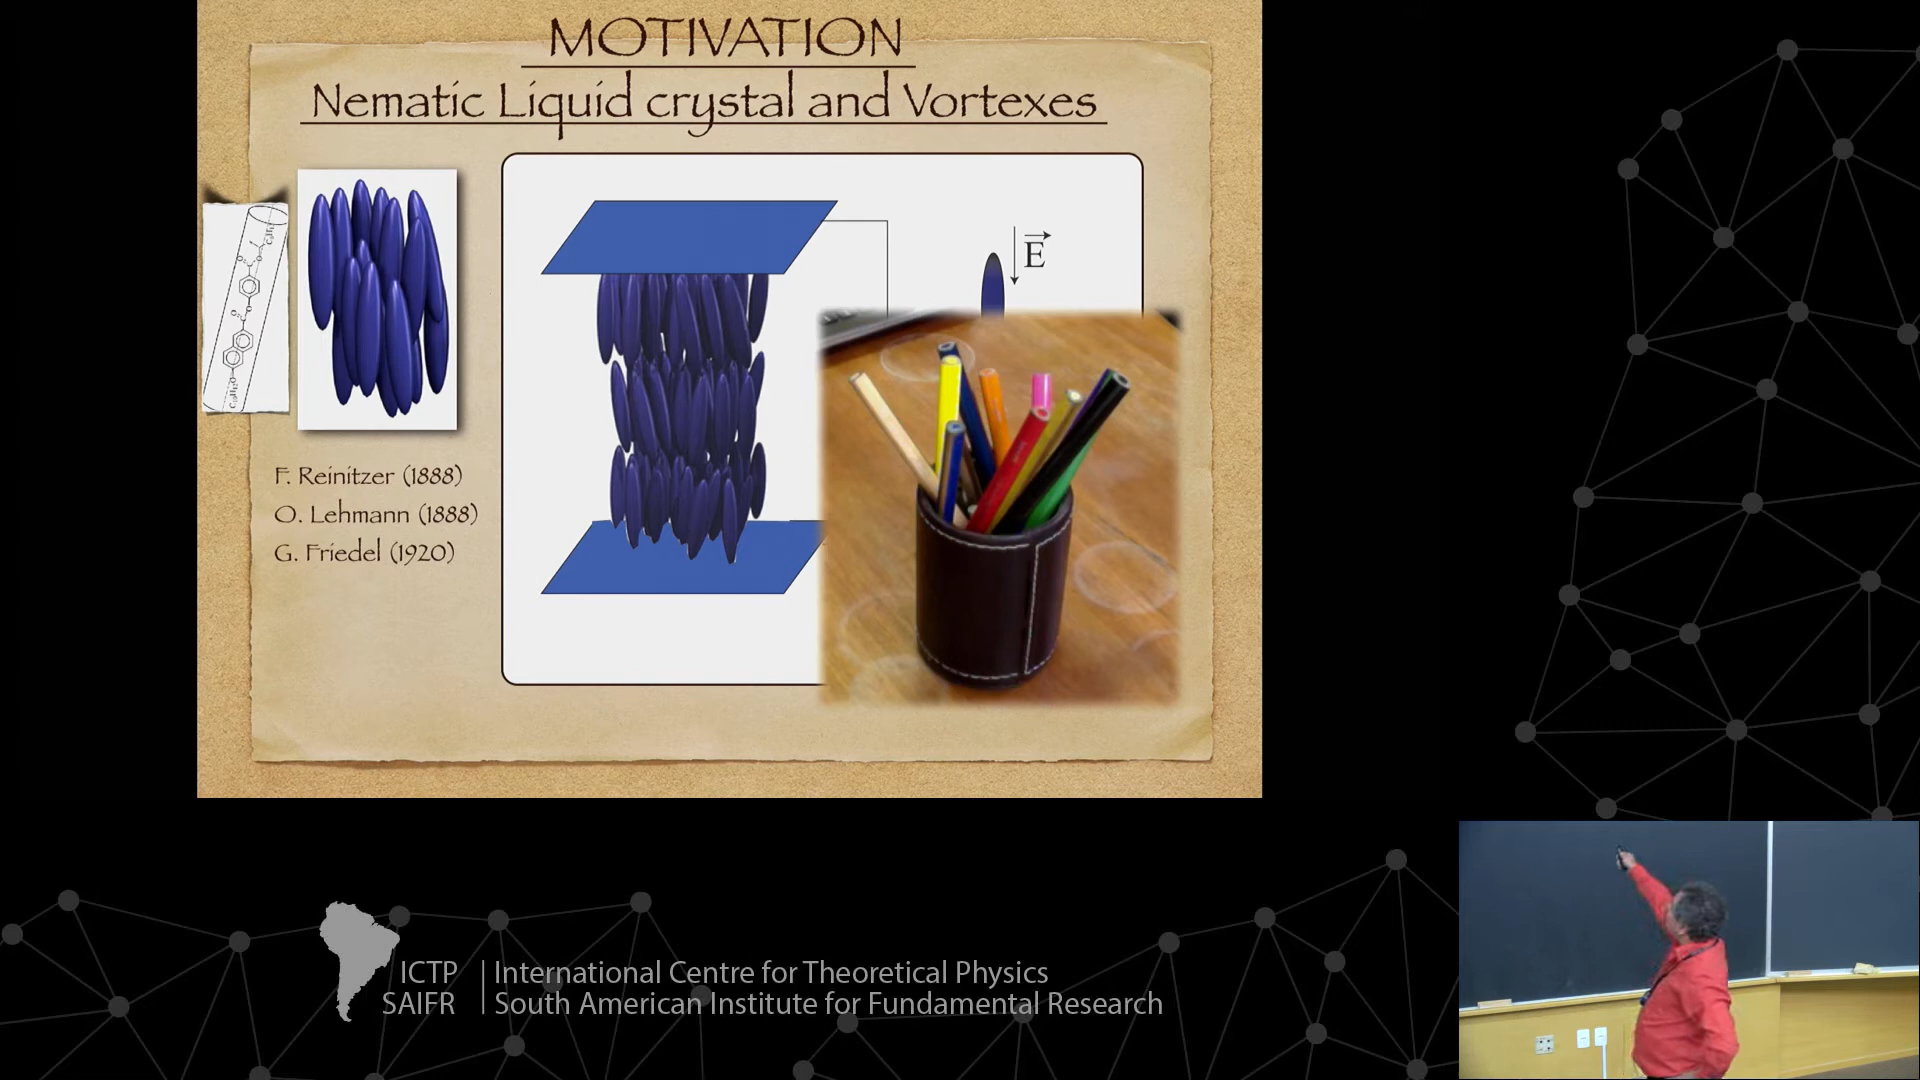 MOTIVATION
Nematic Liquid crystal and Vortexes
E
F. Reinitzer (1888)
O. Lehmann (1888)
G. Friedel (1920)
ICTP
SAIFR
International Centre for Theoretical Physics
South American Institute for Fundamental Research